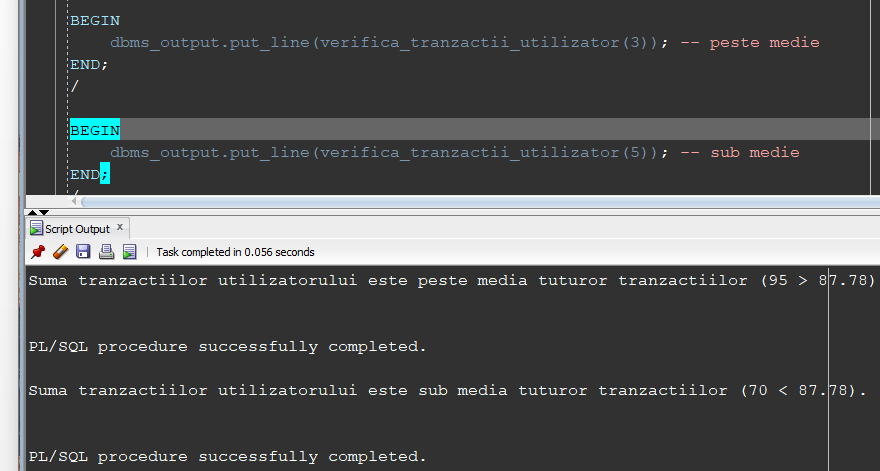 BEGIN
dbms_output.put_line(verifica_tranzactii_utilizator(3)); -- peste medie
END;
/
BEGIN
dbms_output.put_line(verifica_tranzactii_utilizator(5)); -- sub medie
END;
/
Script Output x
Task completed in 0.056 seconds
Suma tranzactiilor utilizatorului este peste media tuturor tranzactiilor (95 > 87.78)
PL/SQL procedure successfully completed.
Suma tranzactiilor utilizatorului este sub media tuturor tranzactiilor (70 < 87.78).
PL/SQL procedure successfully completed.